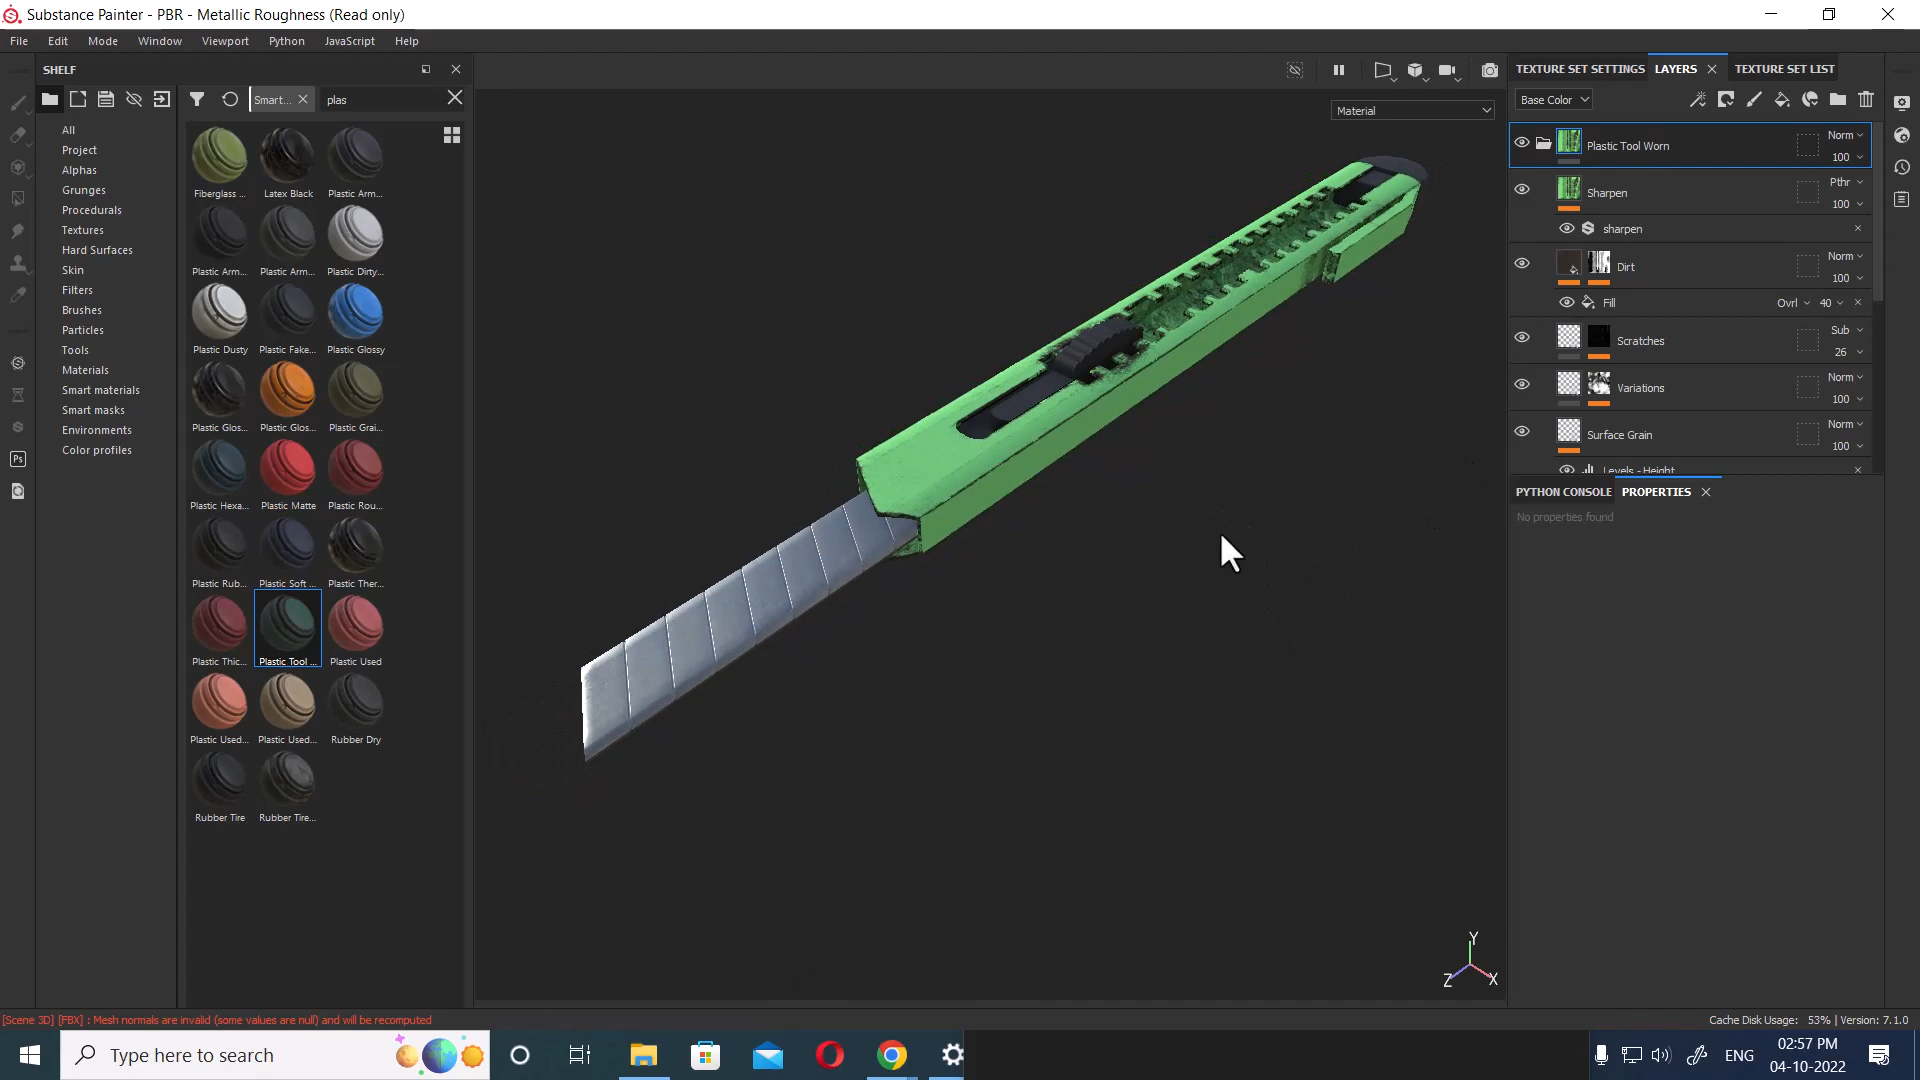 Substance Painter - PBR - Metallic Roughness (Read only)
File Edit Mode Window Viewport Python JavaScript Help
SHELF
Smart... plas
All
Project
Alphas
Grunges
Procedurals
Textures
Hard Surfaces
Skin
Filters
Brushes
Particles
Tools
Materials
Smart materials
Smart masks
Environments
Color profiles
Fiberglass ... Latex Black Plastic Arm...
Plastic Arm... Plastic Arm... Plastic Dirty...
Plastic Dusty Plastic Fake... Plastic Glossy
Plastic Glos... Plastic Glos... Plastic Grai...
Plastic Hexa... Plastic Matte Plastic Rou...
Plastic Rub... Plastic Soft ... Plastic Ther...
Plastic Thic... Plastic Tool ... Plastic Used
Plastic Used... Plastic Used... Rubber Dry
Rubber Tire Rubber Tire...
Material
Y
Z X
TEXTURE SET SETTINGS LAYERS TEXTURE SET LIST
Base Color
Plastic Tool Worn Norm 100
Sharpen Pthr 100
sharpen
Dirt Norm 100
Fill Ovrl 40
Scratches Sub 26
Variations Norm 100
Surface Grain Norm 100
Levels - Height
PYTHON CONSOLE PROPERTIES
No properties found
Ps
[Scene 3D] [FBX] : Mesh normals are invalid (some values are null) and will be recomputed
Cache Disk Usage: 53% | Version: 7.1.0
Type here to search
ENG
02:57 PM
04-10-2022